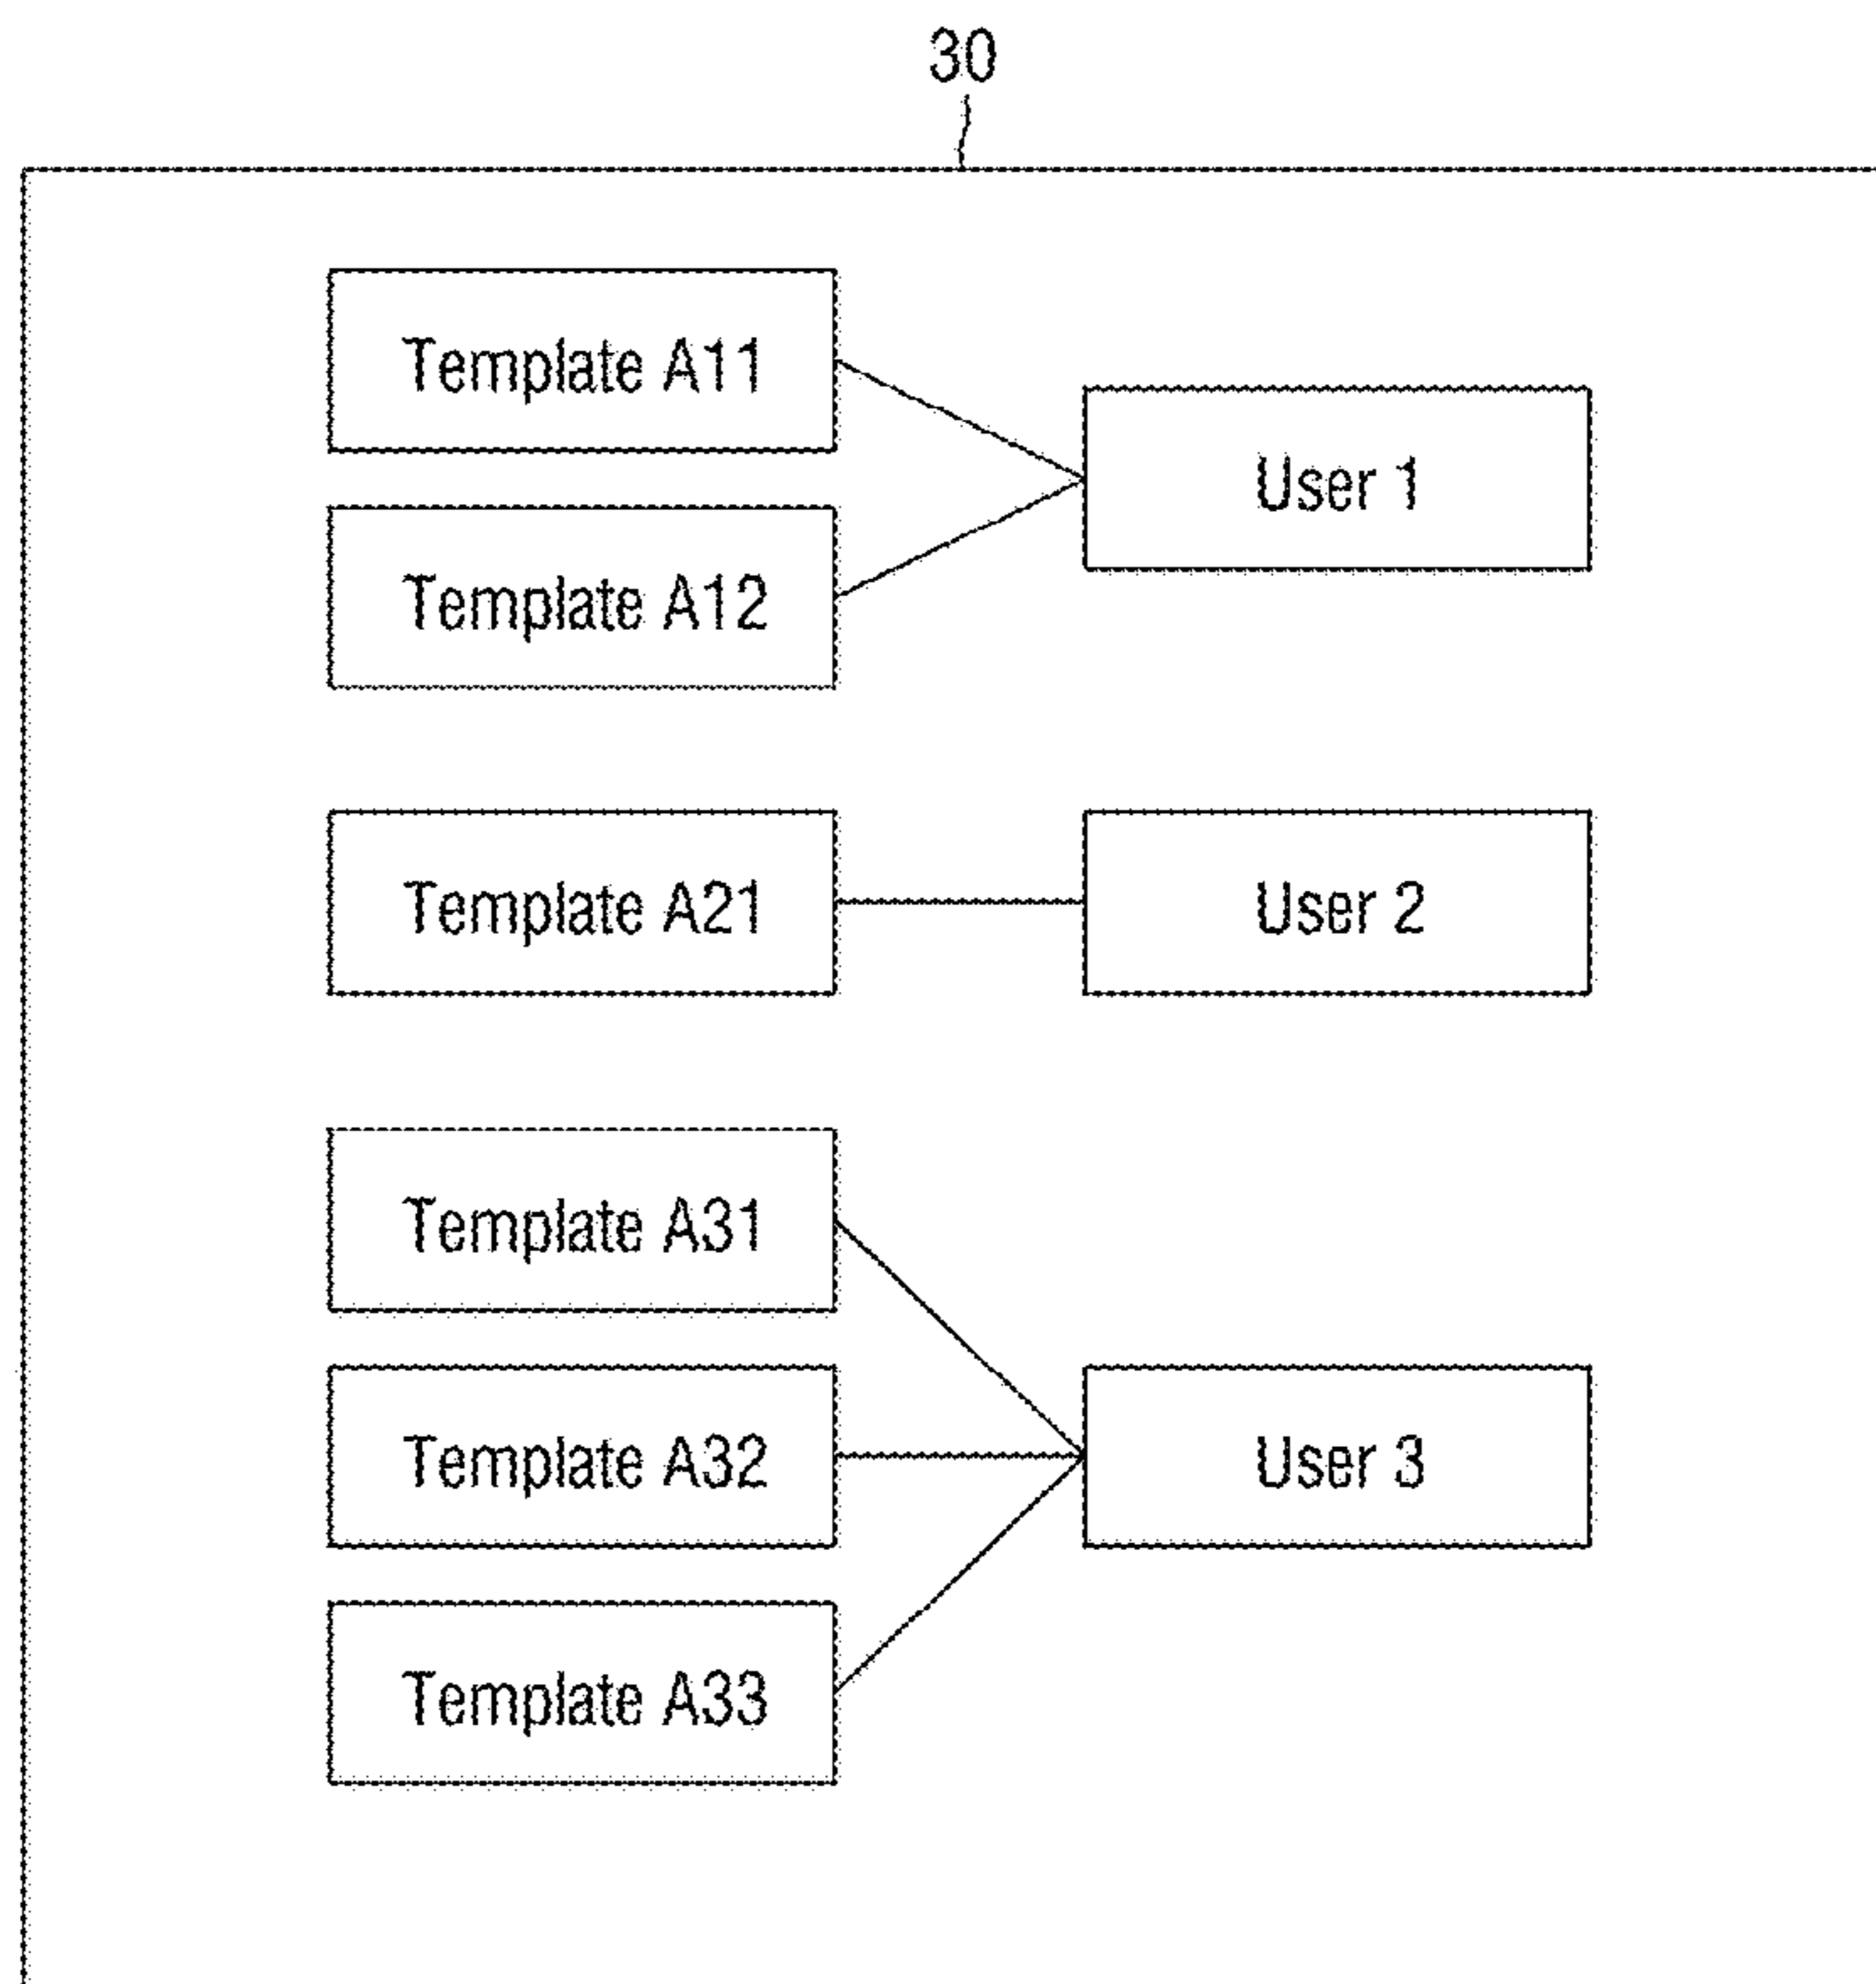 30
Template A11
User 1
Template A12
Template A21
User 2
Template A31
Template A32
User 3
Template A33